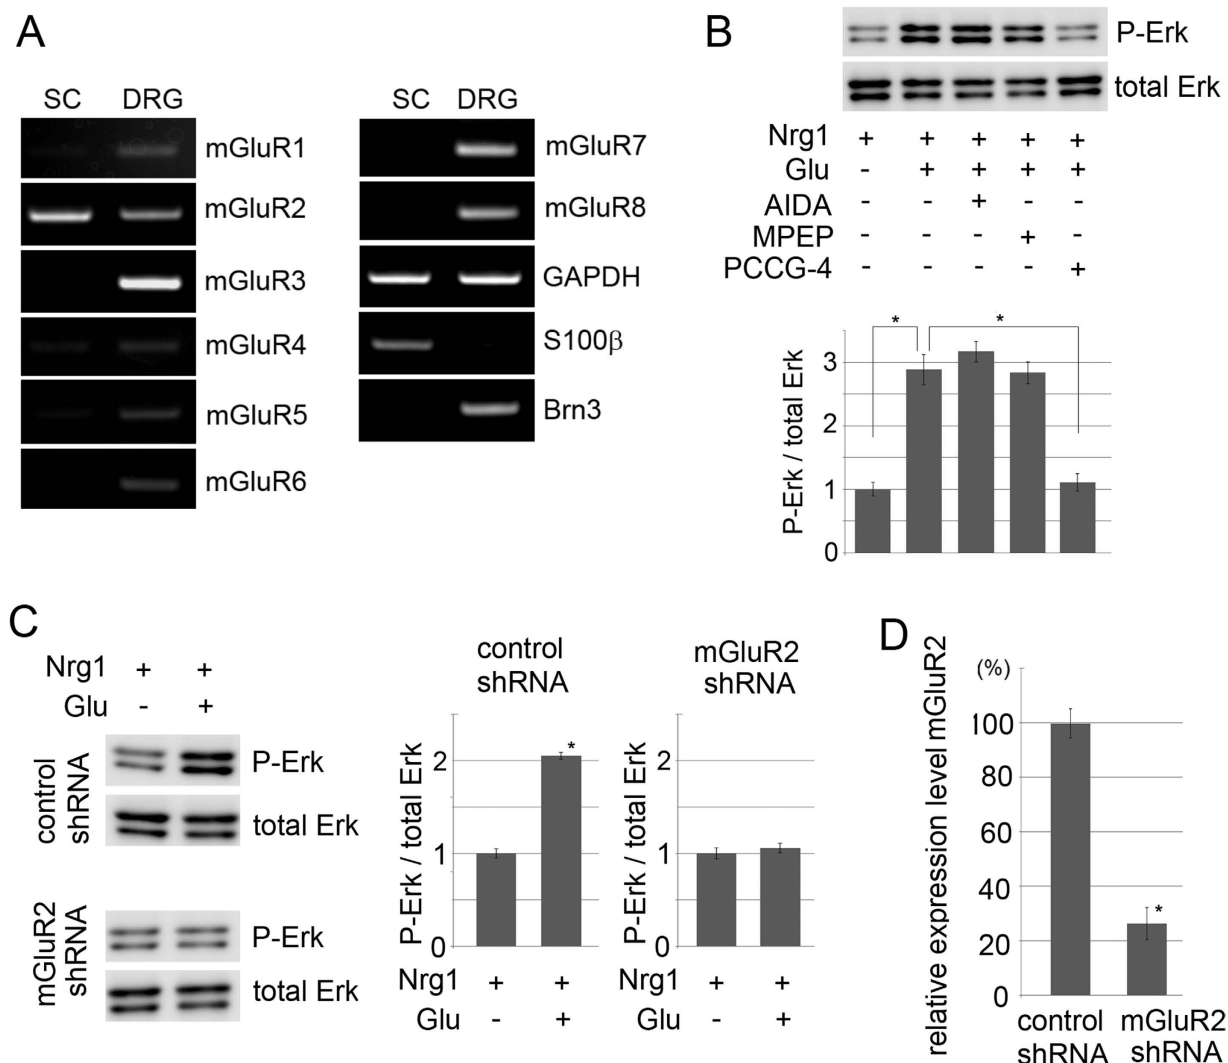 A
SC DRG
mGluR1
mGluR2
mGluR3
mGluR4
mGluR5
mGluR6
SC DRG
mGluR7
mGluR8
GAPDH
S100β
Brn3
B
P-Erk
total Erk
Nrg1 + + + + +
Glu - + + + +
AIDA - - + - -
MPEP - - - + -
PCCG-4 - - - - +
* *
P-Erk / total Erk
3
2
1
0
C
Nrg1 + +
Glu - +
control shRNA
P-Erk
total Erk
mGluR2 shRNA
P-Erk
total Erk
control
shRNA
P-Erk / total Erk
2
1
0
*
Nrg1 + +
Glu - +
mGluR2
shRNA
P-Erk / total Erk
2
1
0
Nrg1 + +
Glu - +
D
relative expression level mGluR2
(%)
100
80
60
40
20
0
*
control
shRNA
mGluR2
shRNA